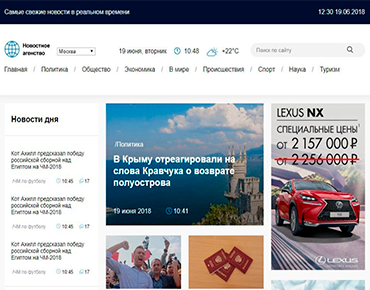 Самые свежие новости в реальном времени
12:30 19.06 2018
Новостное
агенство
Москва
19 июня, вторник
10:48
+22°C
Поиск по сайту
Главная / Политика / Общество / Экономика / В мире / Происшествия / Спорт / Наука / Туризм
Новости дня
Кот Ахилл предсказал победу
российской сборной над
Египтом на ЧМ-2018
ЧМ по футболу
10:45
17
Кот Ахилл предсказал победу
российской сборной над
Египтом на ЧМ-2018
ЧМ по футболу
10:45
17
Кот Ахилл предсказал победу
российской сборной над
Египтом на ЧМ-2018
ЧМ по футболу
10:45
17
/Политика
В Крыму отреагировали на
слова Кравчука о возврате
полуострова
19 июня 2018
10:41
LEXUS NX
СПЕЦИАЛЬНЫЕ ЦЕНЫ
ОТ 2 157 000 ₽
ОТ 2 256 000 ₽
LEXUS